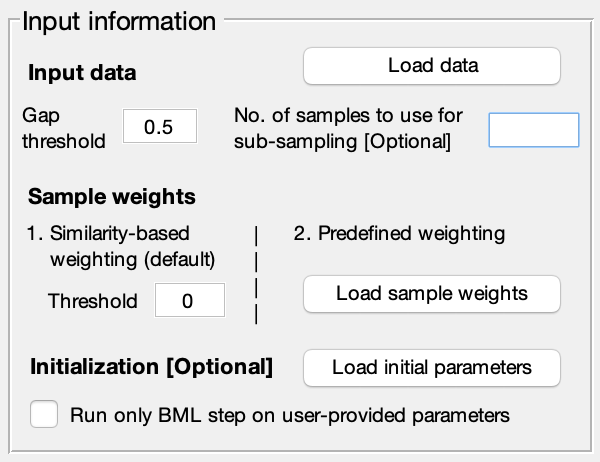 Input information
Input data
Load data
Gap threshold
0.5
No. of samples to use for
sub-sampling [Optional]
Sample weights
1. Similarity-based
weighting (default)
2. Predefined weighting
Threshold
0
Load sample weights
Initialization [Optional]
Load initial parameters
Run only BML step on user-provided parameters